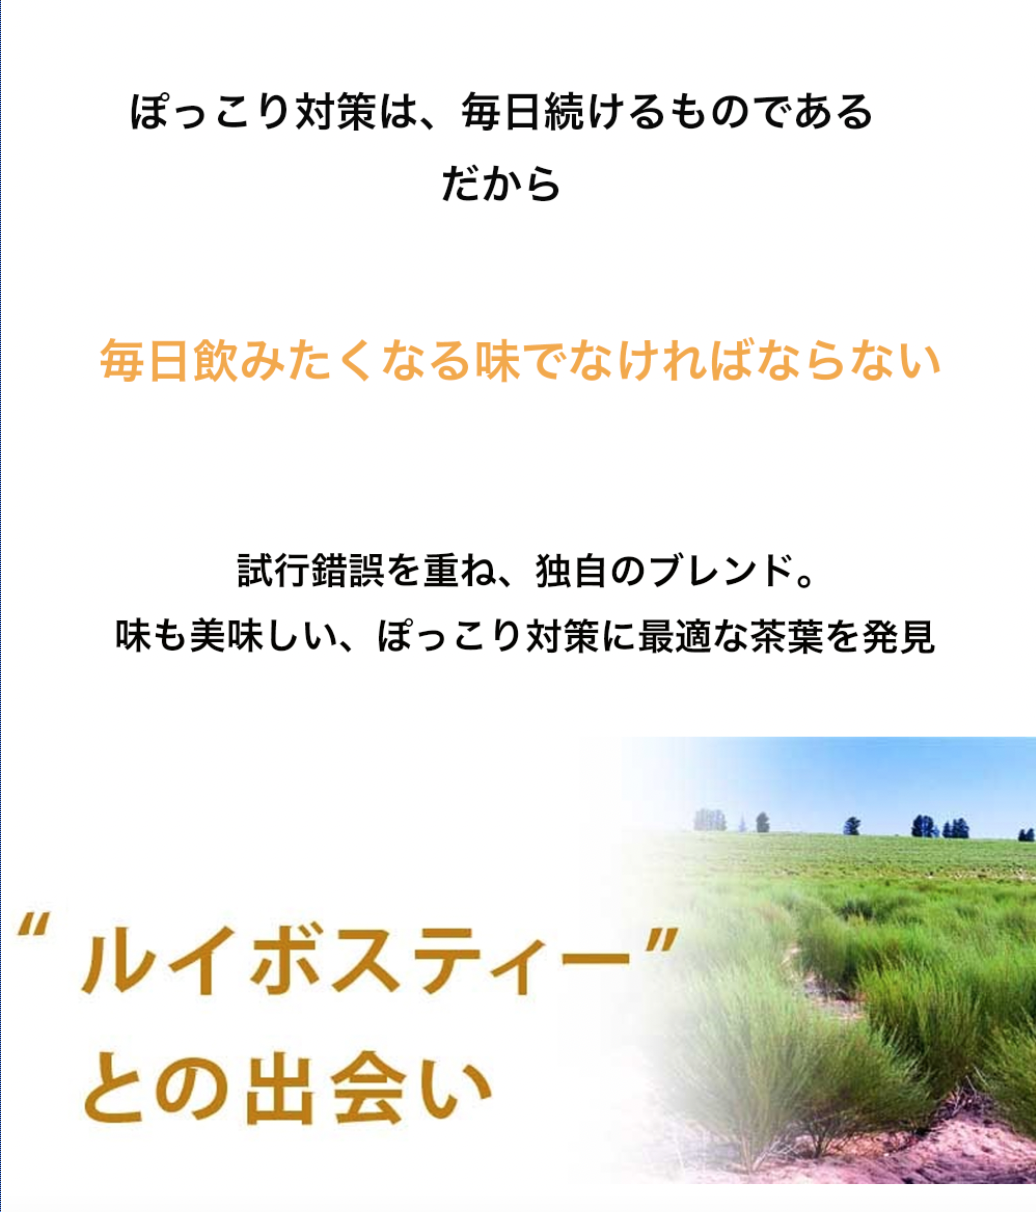 ぽっこり対策は、毎日続けるものである
だから
毎日飲みたくなる味でなければならない
試行錯誤を重ね、独自のブレンド。
味も美味しい、ぽっこり対策に最適な茶葉を発見
“ルイボスティー”
との出会い